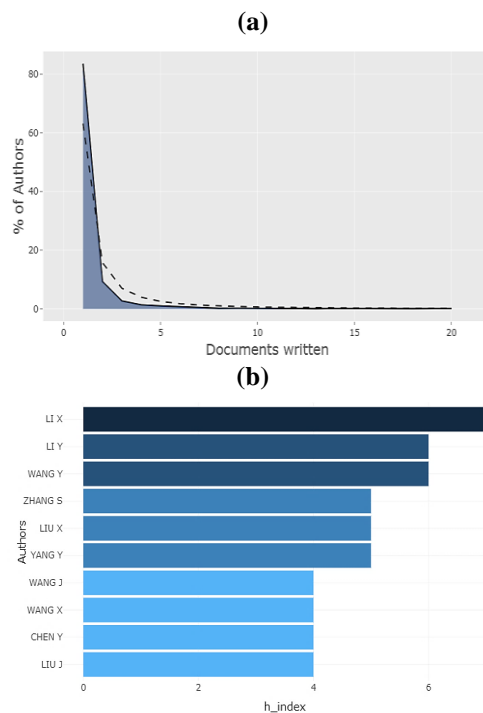 (a)
80
60
40
20
0
% of Authors
0 5 10 15 20
Documents written
(b)
LI X
LI Y
WANG Y
ZHANG S
LIU X
YANG Y
WANG J
WANG X
CHEN Y
LIU J
Authors
0 2 4 6
h_index